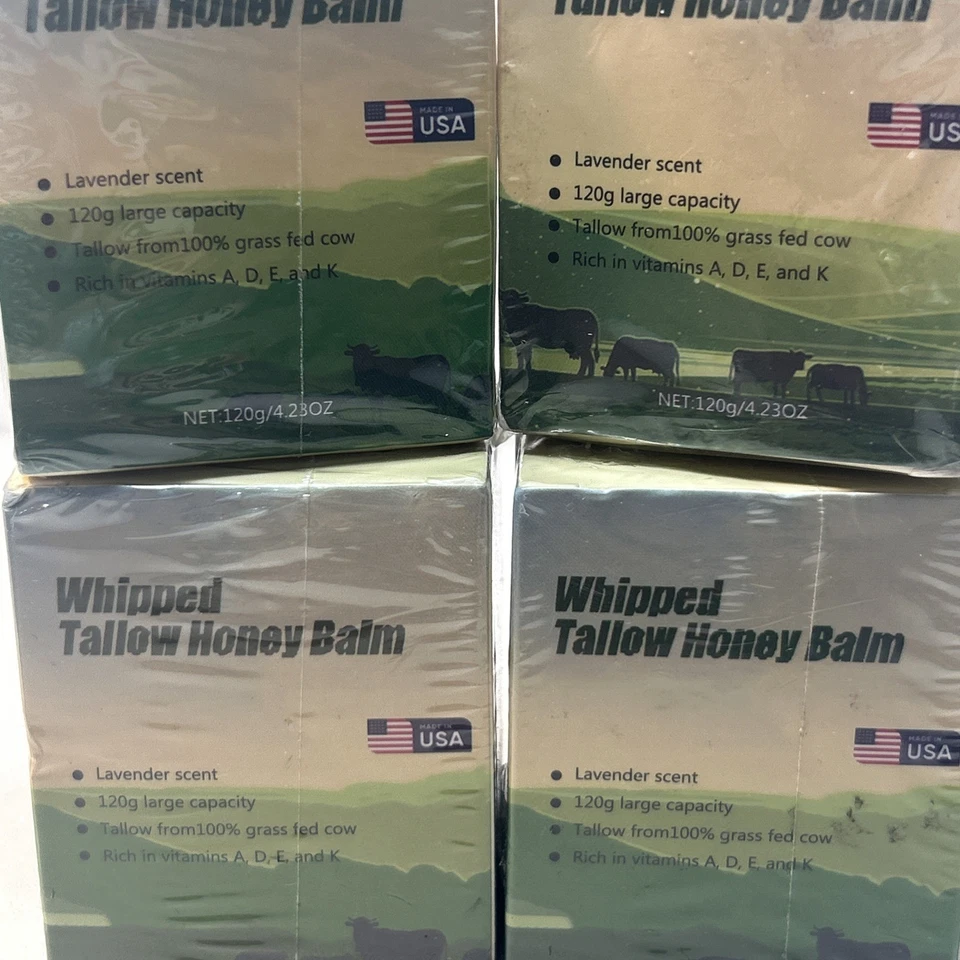 Tallow Honey Balm
MADE IN
USA
Lavender scent
120g large capacity
Tallow from100% grass fed cow
Rich in vitamins A, D, E, and K
NET:120g/4.23OZ
Tallow Honey Balm
MADE
US
Lavender scent
120g large capacity
Tallow from100% grass fed cow
Rich in vitamins A, D, E, and K
NET:120g/4.23OZ
Whipped
Tallow Honey Balm
MADE IN
USA
Lavender scent
120g large capacity
Tallow from100% grass fed cow
Rich in vitamins A, D, E, and K
Whipped
Tallow Honey Balm
MADE IN
USA
Lavender scent
120g large capacity
Tallow from100% grass fed cow
Rich in vitamins A, D, E, and K